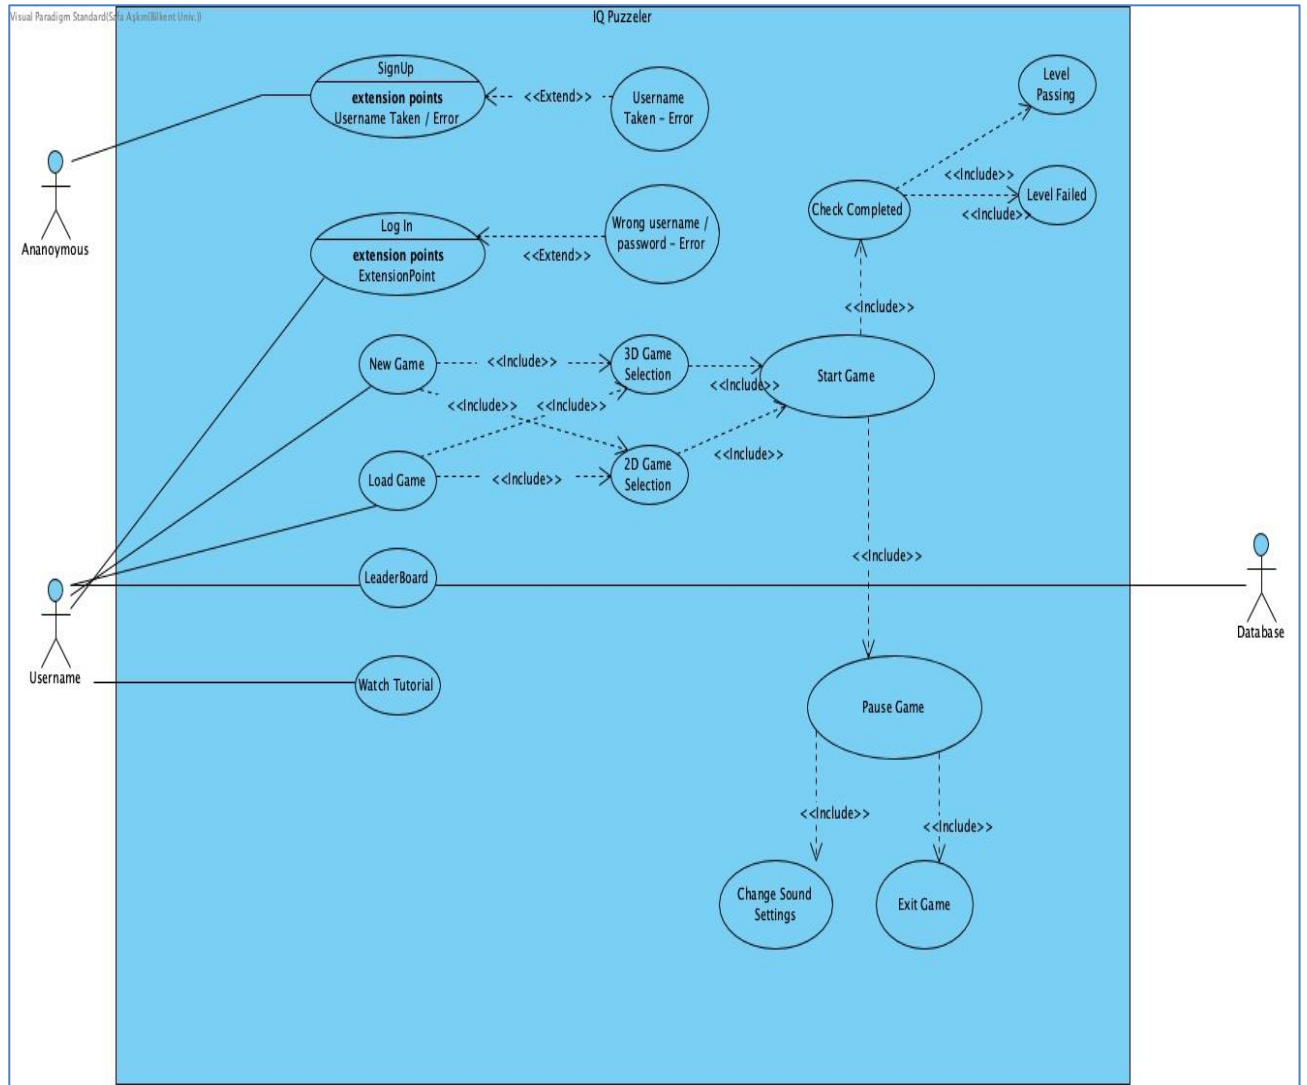 Visual Paradigm Standard(Safa Aşkın(Bilkent Univ.))
IQ Puzzeler
SignUp
extension points
Username Taken / Error
<<Extend>>
Username
Taken - Error
Level
Passing
<<Include>>
Level Failed
<<Include>>
Check Completed
Ananoymous
Log In
extension points
ExtensionPoint
<<Extend>>
Wrong username /
password - Error
<<Include>>
New Game
<<Include>>
3D Game
Selection
<<Include>>
Start Game
<<Include>>
<<Include>>
Load Game
<<Include>>
2D Game
Selection
<<Include>>
<<Include>>
LeaderBoard
Database
Username
Watch Tutorial
Pause Game
<<Include>>
<<Include>>
Change Sound
Settings
Exit Game